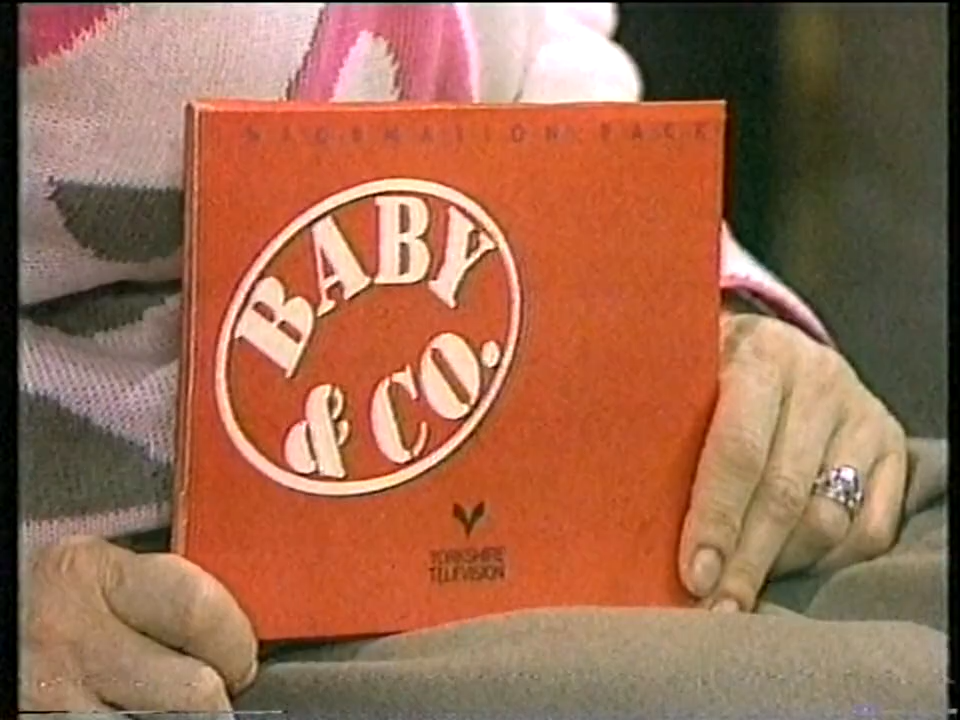 INFORMATION PACK
BABY
& CO.
YORKSHIRE
TELEVISION